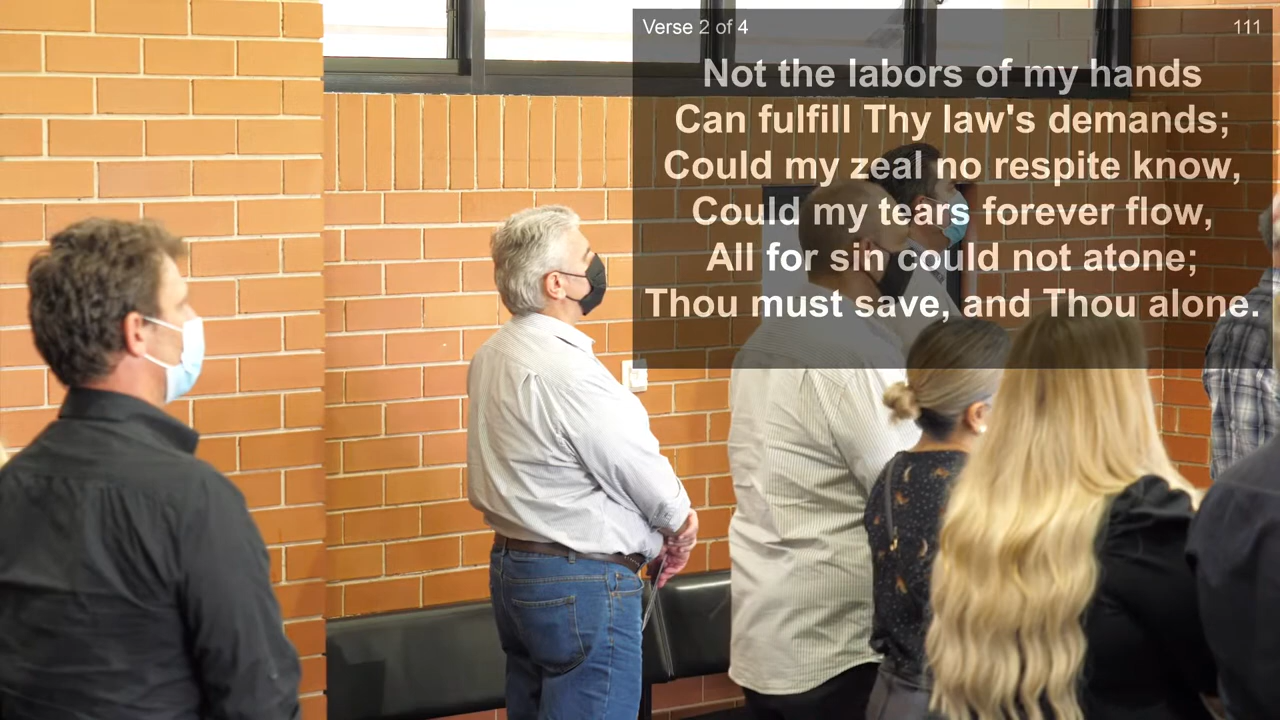 Verse 2 of 4
111
Not the labors of my hands
Can fulfill Thy law's demands;
Could my zeal no respite know,
Could my tears forever flow,
All for sin could not atone;
Thou must save, and Thou alone.